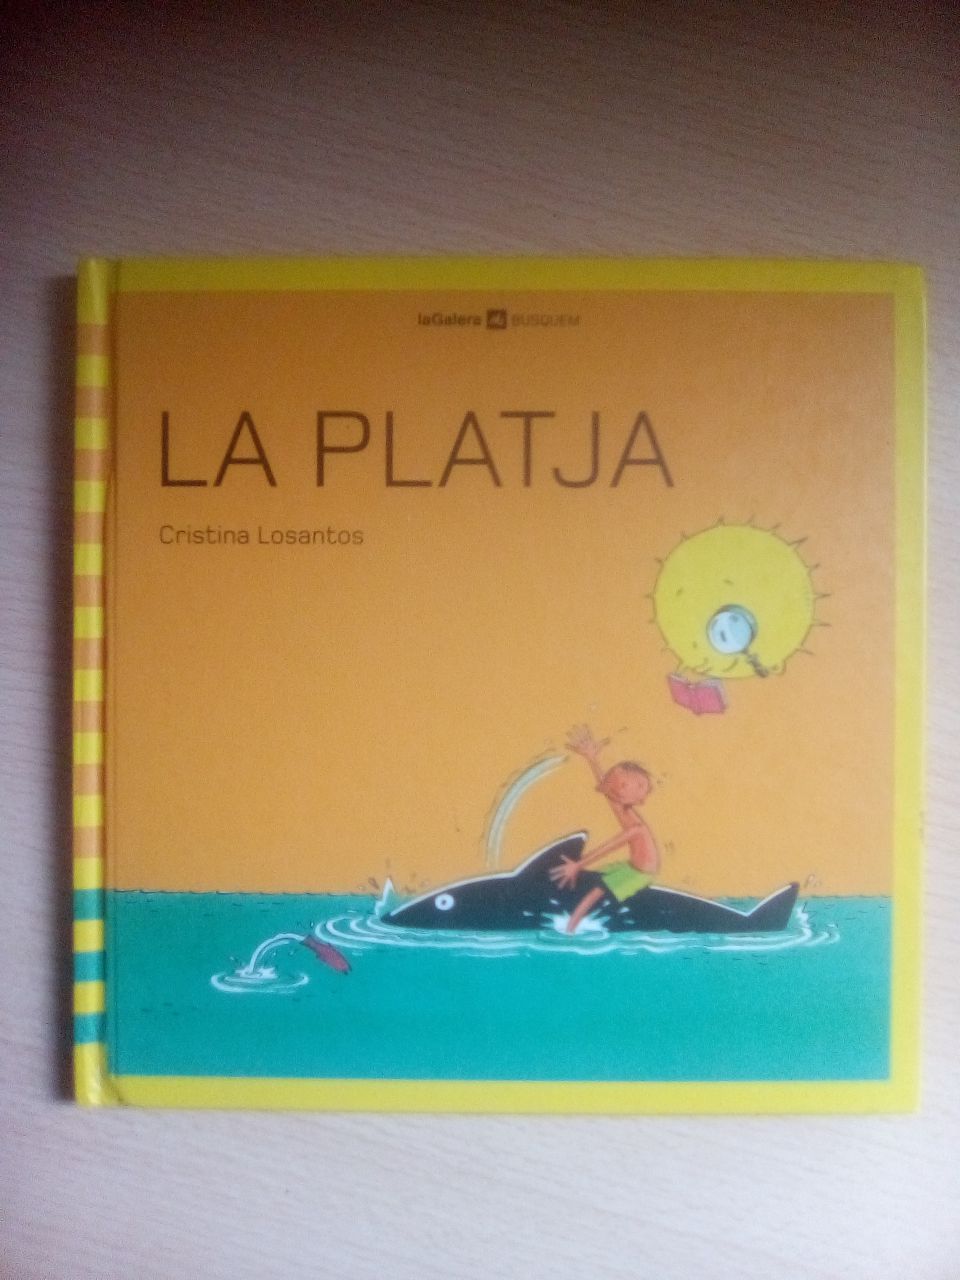 laGalera BUSQUEM
LA PLATJA
Cristina Losantos